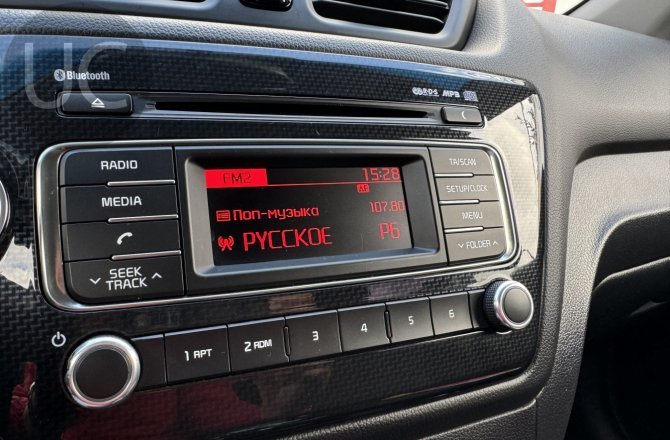 UC
Bluetooth
RDS MP3
RADIO
MEDIA
SEEK
TRACK
FM2 15:28
AF
Поп-музыка 107.80
РУССКОЕ P6
TA/SCAN
SETUP/CLOCK
MENU
FOLDER
1 RPT
2 RDM
3
4
5
6